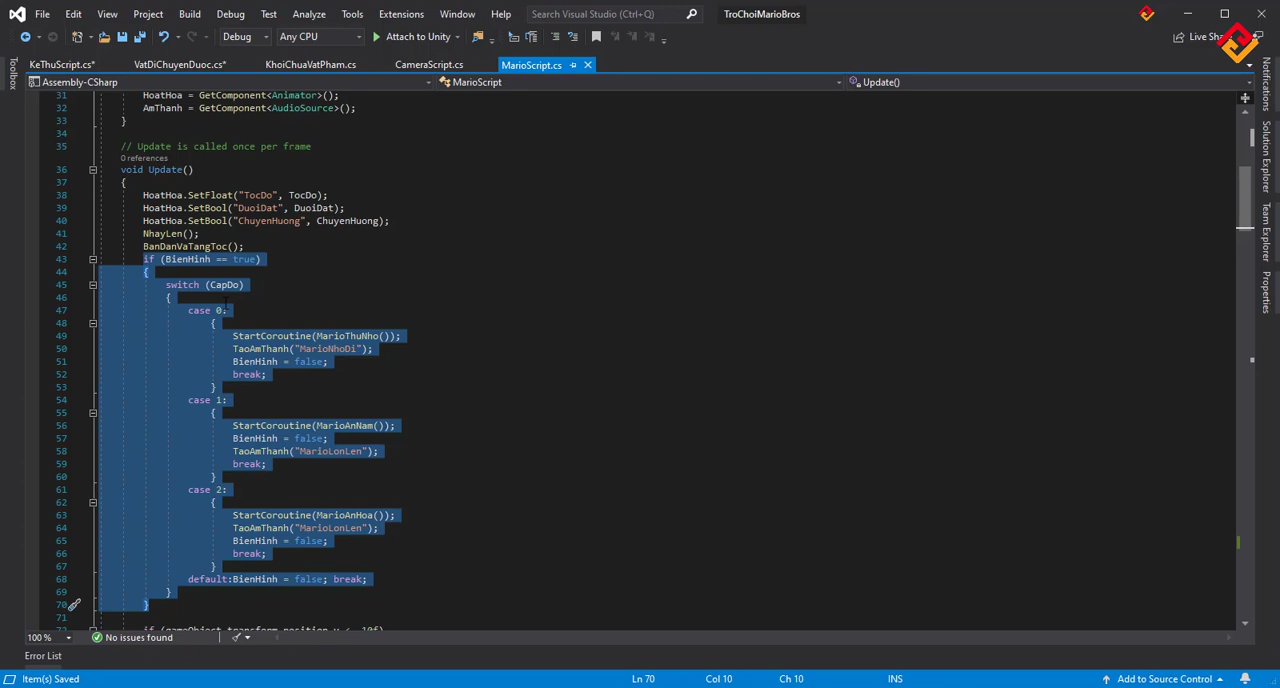 File Edit View Project Build Debug Test Analyze Tools Extensions Window Help Search Visual Studio TroChoiMarioBros
Debug Any CPU Attach to Unity Live Share
KeThuScript.cs* VatDiChuyenDuoc.cs* KhoiChuaVatPham.cs CameraScript.cs MarioScript.cs
Assembly-CSharp MarioScript Update()
Toolbox
Notifications
Solution Explorer
Team Explorer
Properties
31 HoatHoa = GetComponent<Animator>();
32 AmThanh = GetComponent<AudioSource>();
33 }
34
35 // Update is called once per frame
0 references
36 void Update()
37 {
38 HoatHoa.SetFloat("TocDo", TocDo);
39 HoatHoa.SetBool("DuoiDat", DuoiDat);
40 HoatHoa.SetBool("ChuyenHuong", ChuyenHuong);
41 NhayLen();
42 BanDanVaTangToc();
43 if (BienHinh == true)
44 {
45 switch (CapDo)
46 {
47 case 0:
48 {
49 StartCoroutine(MarioThuNho());
50 TaoAmThanh("MarioNhoDi");
51 BienHinh = false;
52 break;
53 }
54 case 1:
55 {
56 StartCoroutine(MarioAnNam());
57 BienHinh = false;
58 TaoAmThanh("MarioLonLen");
59 break;
60 }
61 case 2:
62 {
63 StartCoroutine(MarioAnHoa());
64 TaoAmThanh("MarioLonLen");
65 BienHinh = false;
66 break;
67 }
68 default:BienHinh = false; break;
69 }
70 }
71
if (gameObject.transform.position.y < -10f)
100 % No issues found
Error List
Item(s) Saved Ln 70 Col 10 Ch 10 INS Add to Source Control